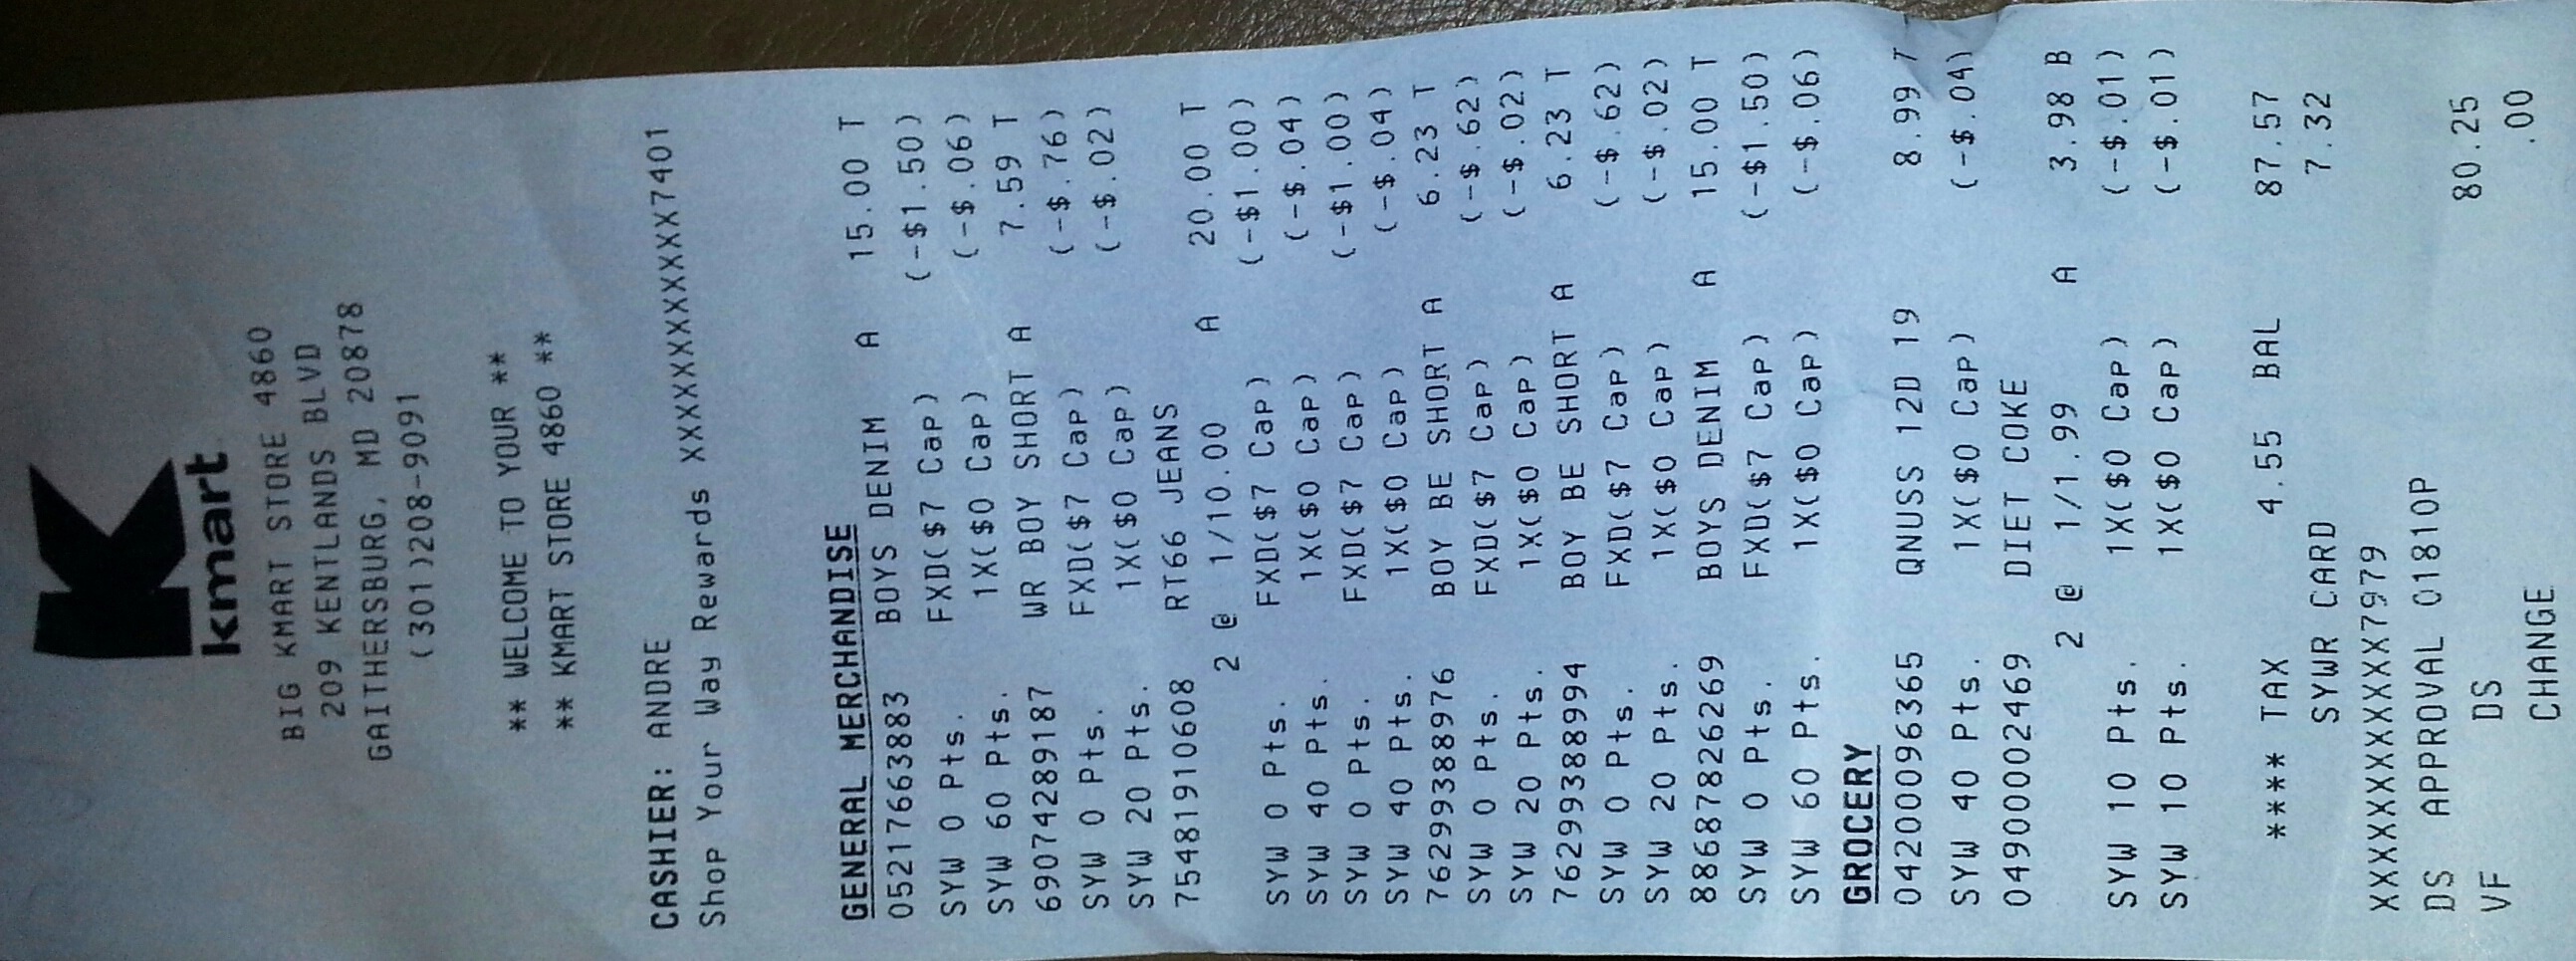 K
kmart
BIG KMART STORE 4860
209 KENTLANDS BLVD
GAITHERSBURG, MD 20878
(301)208-9091
** WELCOME TO YOUR **
** KMART STORE 4860 **
CASHIER: ANDRE
Shop Your Way Rewards XXXXXXXXXXXX7401
GENERAL MERCHANDISE
052176638883 BOYS DENIM A 15.00 T
SYW 0 Pts. FXD($7 Cap) (-$1.50)
SYW 60 Pts. 1X($0 Cap) (-$.06)
69074289187 WR BOY SHORT A 7.59 T
SYW 0 Pts. FXD($7 Cap) (-$.76)
SYW 20 Pts. 1X($0 Cap) (-$.02)
75481910608 RT66 JEANS
2 @ 1/10.00 A 20.00 T
SYW 0 Pts. FXD($7 Cap) (-$1.00)
SYW 40 Pts. 1X($0 Cap) (-$.04)
SYW 0 Pts. FXD($7 Cap) (-$1.00)
SYW 40 Pts. 1X($0 Cap) (-$.04)
76299388976 BOY BE SHORT A 6.23 T
SYW 0 Pts. FXD($7 Cap) (-$.62)
SYW 20 Pts. 1X($0 Cap) (-$.02)
76299388994 BOY BE SHORT A 6.23 T
SYW 0 Pts. FXD($7 Cap) (-$.62)
SYW 20 Pts. 1X($0 Cap) (-$.02)
88687826269 BOYS DENIM A 15.00 T
SYW 0 Pts. FXD($7 Cap) (-$1.50)
SYW 60 Pts. 1X($0 Cap) (-$.06)
GROCERY
04200096365 QNUSS 12D 19 8.99 T
SYW 40 Pts. 1X($0 Cap) (-$.04)
04900002469 DIET COKE
2 @ 1/1.99 A 3.98 B
SYW 10 Pts. 1X($0 Cap) (-$.01)
SYW 10 Pts. 1X($0 Cap) (-$.01)
**** TAX 4.55 BAL 87.57
SYWR CARD 7.32
XXXXXXXXXXXX7979
DS APPROVAL 01810P
VF DS 80.25
CHANGE .00